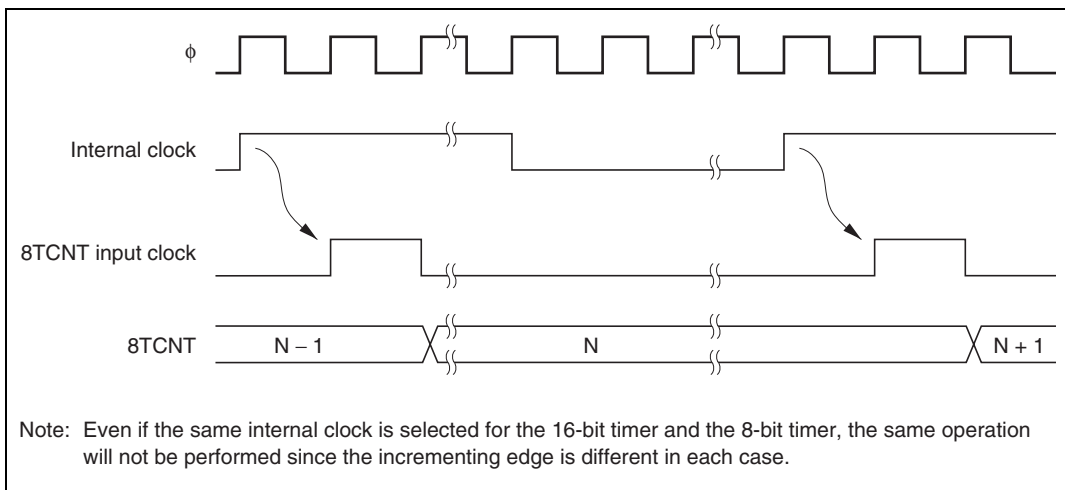 ϕ
Internal clock
8TCNT input clock
8TCNT
N – 1
N
N + 1
Note: Even if the same internal clock is selected for the 16-bit timer and the 8-bit timer, the same operation
will not be performed since the incrementing edge is different in each case.